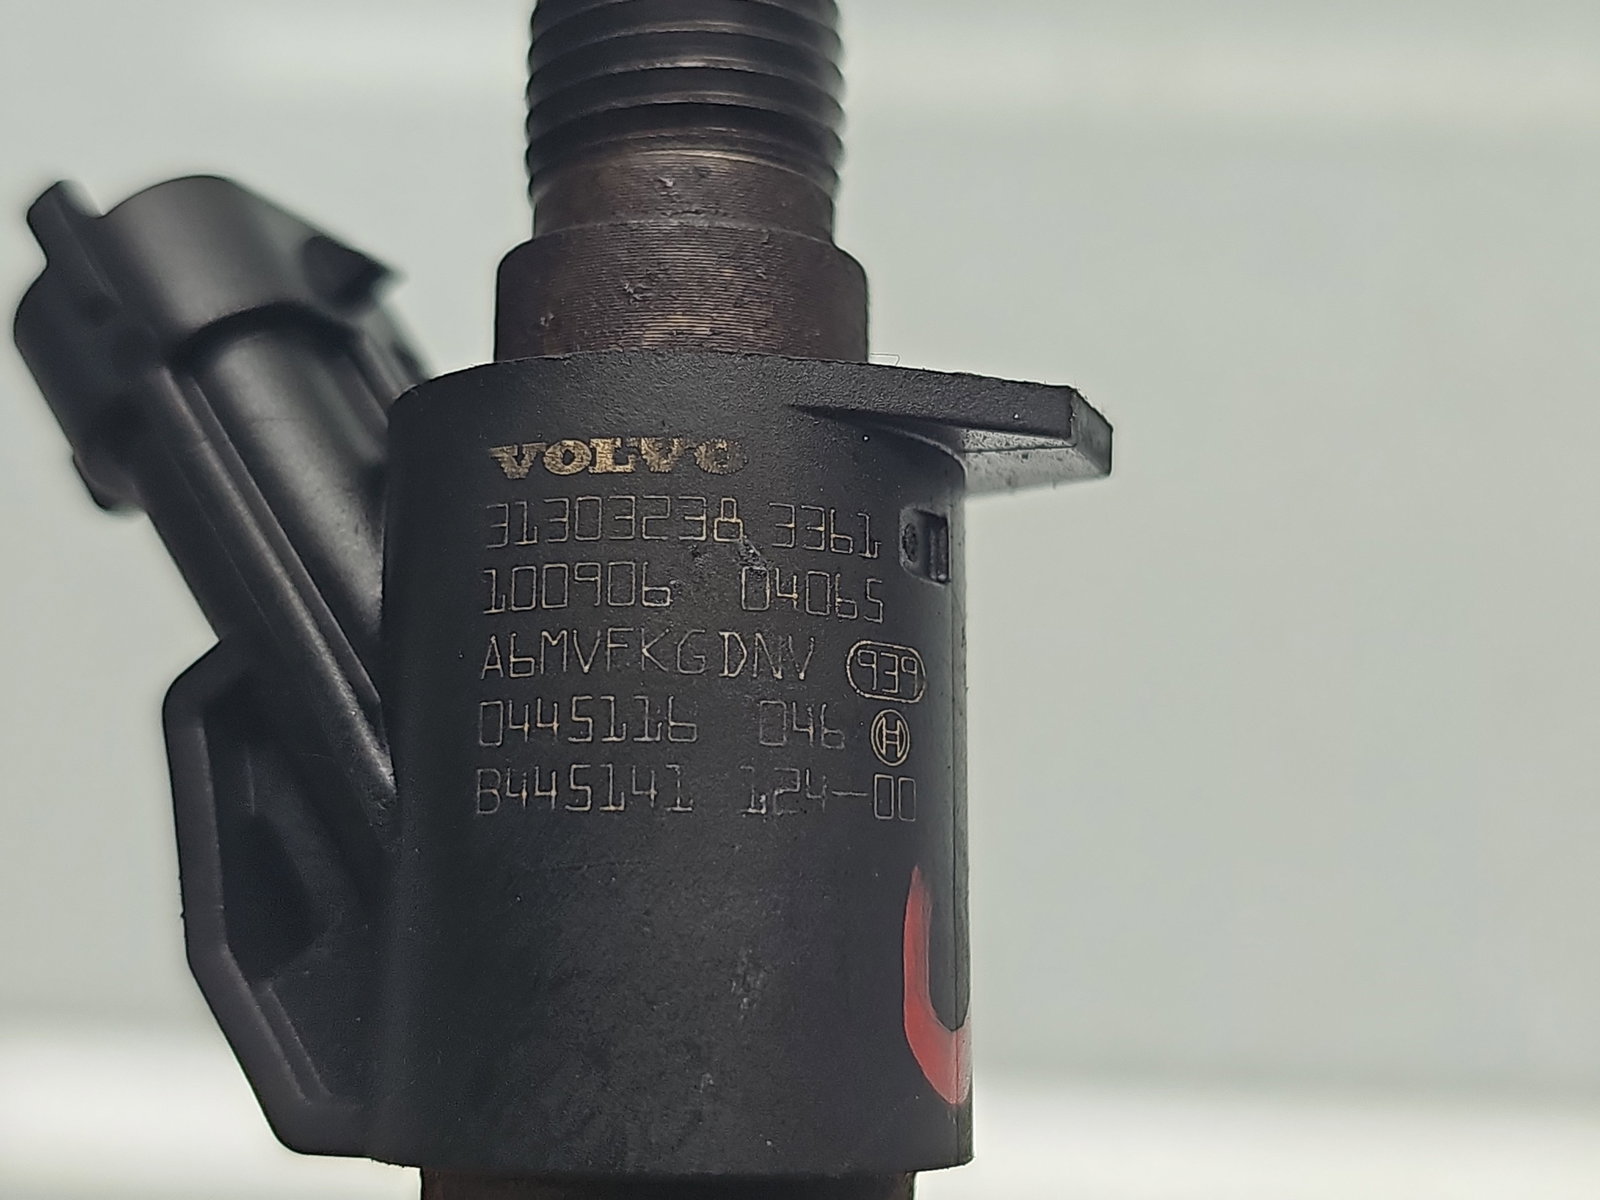 VOLVO
31303238 3361
100906 04065
A6MVFKGDNV 939
0445116 046
B445141 124-00